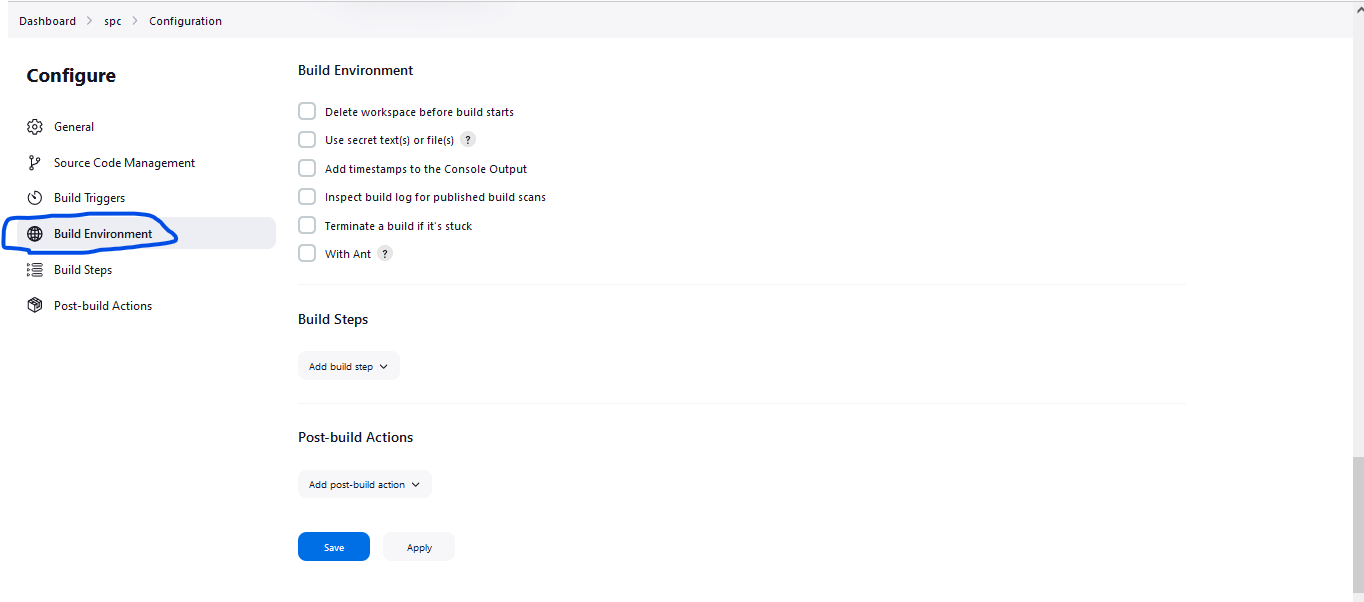 Dashboard > spc > Configuration
Configure
General
Source Code Management
Build Triggers
Build Environment
Build Steps
Post-build Actions
Build Environment
Delete workspace before build starts
Use secret text(s) or file(s) ?
Add timestamps to the Console Output
Inspect build log for published build scans
Terminate a build if it's stuck
With Ant ?
Build Steps
Add build step
Post-build Actions
Add post-build action
Save Apply